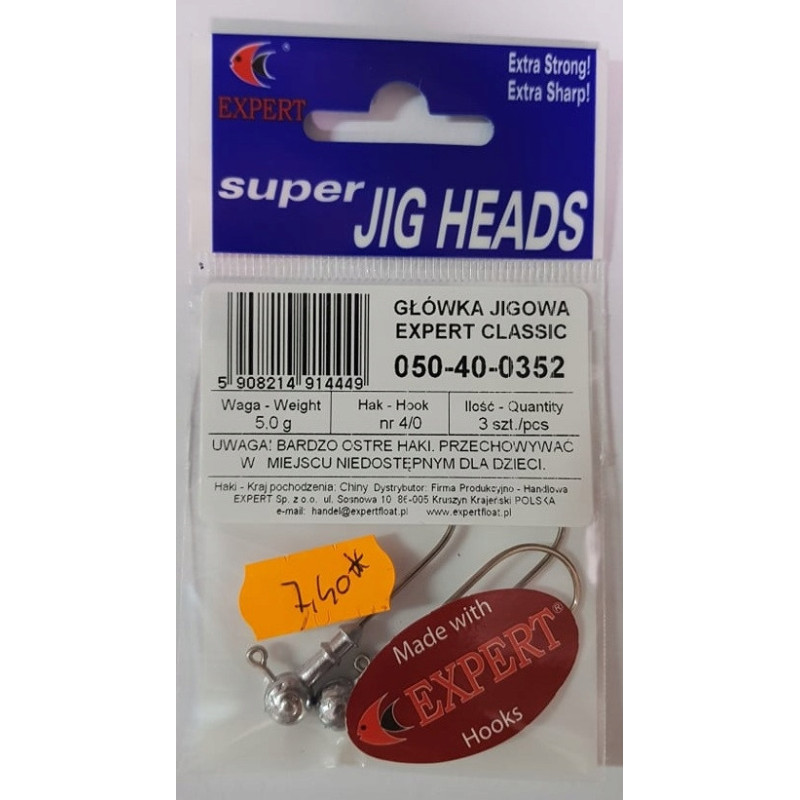 EXPERT
®
Extra Strong!
Extra Sharp!
super JIG HEADS
GŁÓWKA JIGOWA
EXPERT CLASSIC
050-40-0352
5 908214 914449
Waga - Weight
5,0 g
Hak - Hook
nr 4/0
Ilość - Quantity
3 szt./pcs
UWAGA! BARDZO OSTRE HAKI. PRZECHOWYWAĆ
W MIEJSCU NIEDOSTĘPNYM DLA DZIECI.
Haki - Kraj pochodzenia: Chiny Dystrybutor: Firma Produkcyjno - Handlowa
EXPERT Sp. z o.o. ul. Sosnowa 10 86-005 Kruszyn Krajeński POLSKA
e-mail: handel@expertfloat.pl www.expertfloat.pl
7,40*
Made with
EXPERT®
Hooks